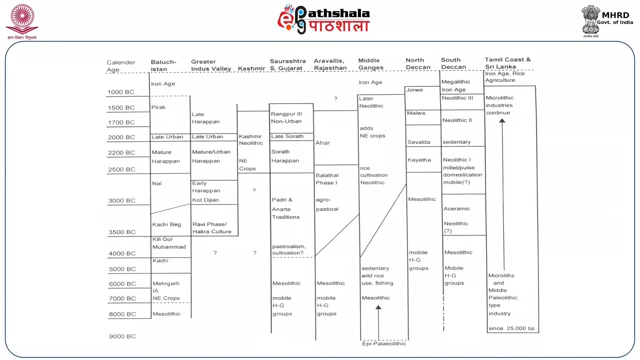 Pathshala
पाठशाला
MHRD
Govt. of India
Calender
Age
Baluch-
istan
Greater
Indus Valley
Kashmir
Saurashtra
S. Gujarat
Aravallis,
Rajasthan
Middle
Ganges
North
Deccan
South
Deccan
Tamil Coast &
Sri Lanka
1000 BC
1500 BC
1700 BC
2000 BC
2200 BC
2500 BC
3000 BC
3500 BC
4000 BC
5000 BC
6000 BC
7000 BC
8000 BC
9000 BC
Iron Age
Pirak
Late Urban
Mature
Harappan
Nal
Kachi Beg
Kili Gul
Muhammad
Kachi
Mehrgarh
IA
NE Crops
Mesolithic
Late
Harappan
Late Urban
Mature/Urban
Harappan
Early
Harappan
Kot Dijian
Ravi Phase/
Hakra Culture
?
Kashmir
Neolithic
NE
Crops
?
?
Rangpur III
Non-Urban
Late Sorath
Sorath
Harappan
Padri &
Anarta
Traditions
pastroalism,
cultivation?
Mesolithic
mobile
H-G
groups
?
Ahar
Balathal
Phase I
agro-
pastoral
Mesolithic
mobile
H-G
groups
Iron Age
Later
Neolithic
adds
NE crops
rice
cultivation
Neolithic
sedentary
wild rice
use, fishing
Mesolithic
Epi-Palaeolithic
Jorwe
Malwa
Savalda
Kayatha
Mesolithic
mobile
H-G
groups
Megalithic
Iron Age
Neolithic III
Neolithic II
sedentary
Neolithic I
millet/pulse
domestication
mobile(?)
Aceramic
Neolithic
(?)
Mesolithic
Mobile
H-G
groups
Iron Age, Rice
Agriculture
Microlithic
industries
continue
Microliths
and
Middle
Paleolithic
type
industry
since 25,000 bp